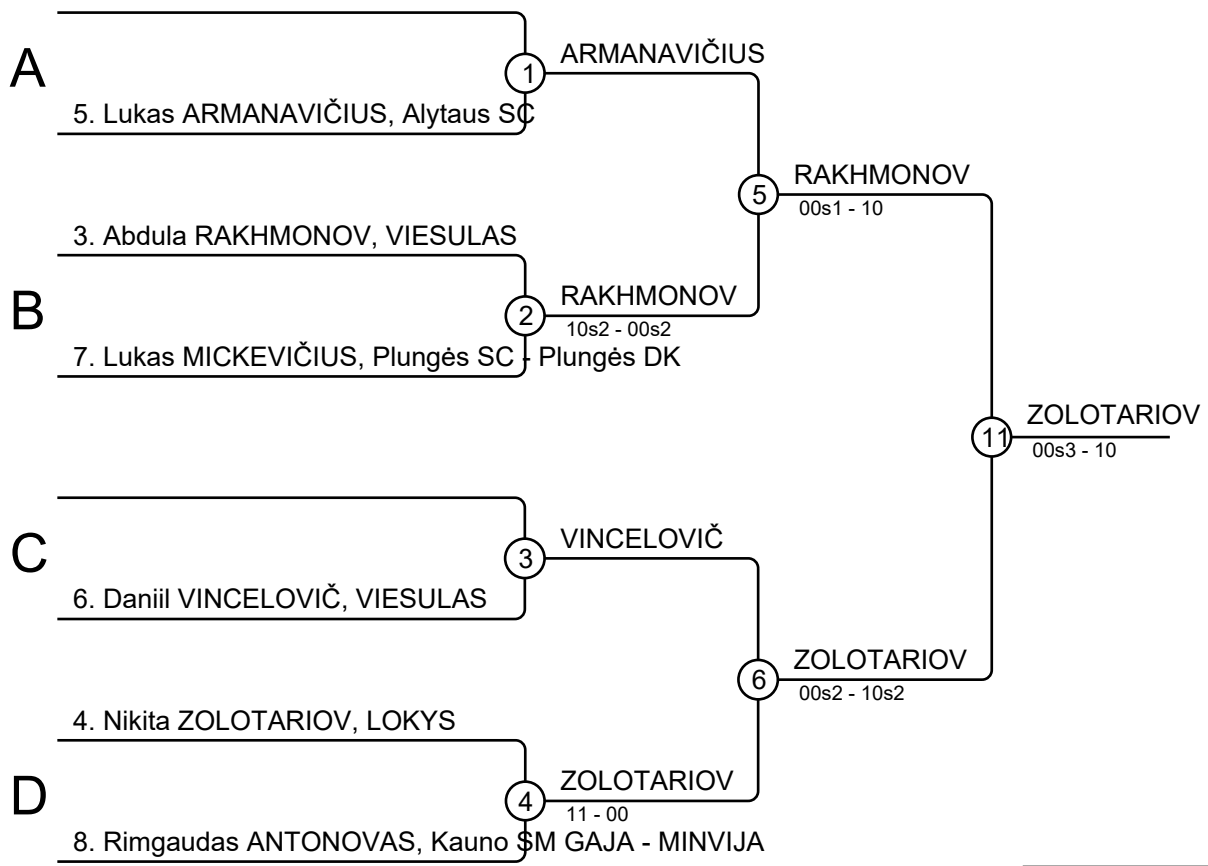 A
5. Lukas ARMANAVIČIUS, Alytaus SC
1
ARMANAVIČIUS
B
3. Abdula RAKHMONOV, VIESULAS
7. Lukas MICKEVIČIUS, Plungės SC - Plungės DK
2
RAKHMONOV
10s2 - 00s2
5
RAKHMONOV
00s1 - 10
C
6. Daniil VINCELOVIČ, VIESULAS
3
VINCELOVIČ
D
4. Nikita ZOLOTARIOV, LOKYS
8. Rimgaudas ANTONOVAS, Kauno SM GAJA - MINVIJA
4
ZOLOTARIOV
11 - 00
6
ZOLOTARIOV
00s2 - 10s2
11
ZOLOTARIOV
00s3 - 10